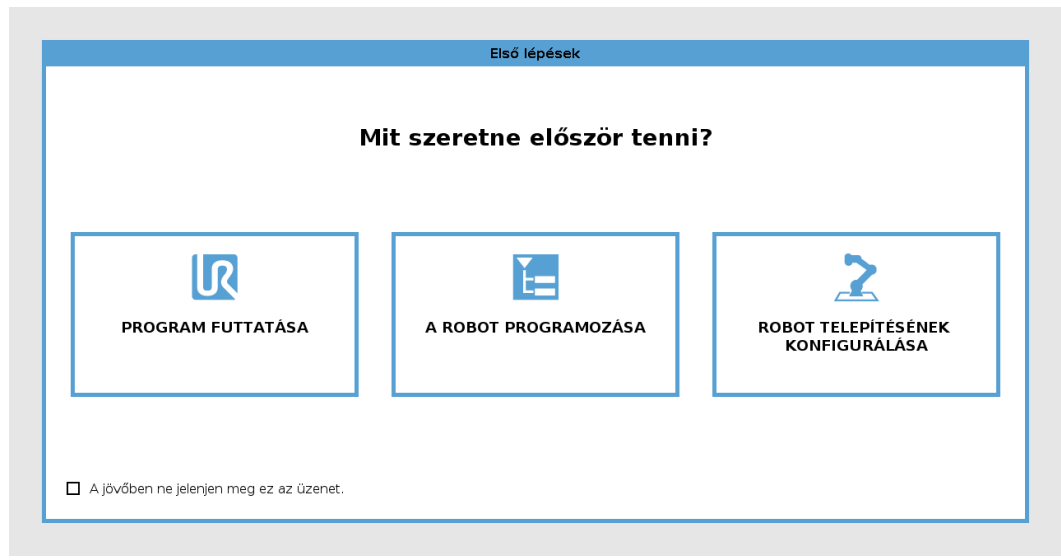 Első lépések
Mit szeretne először tenni?
PROGRAM FUTTATÁSA
A ROBOT PROGRAMOZÁSA
ROBOT TELEPÍTÉSÉNEK
KONFIGURÁLÁSA
A jövőben ne jelenjen meg ez az üzenet.